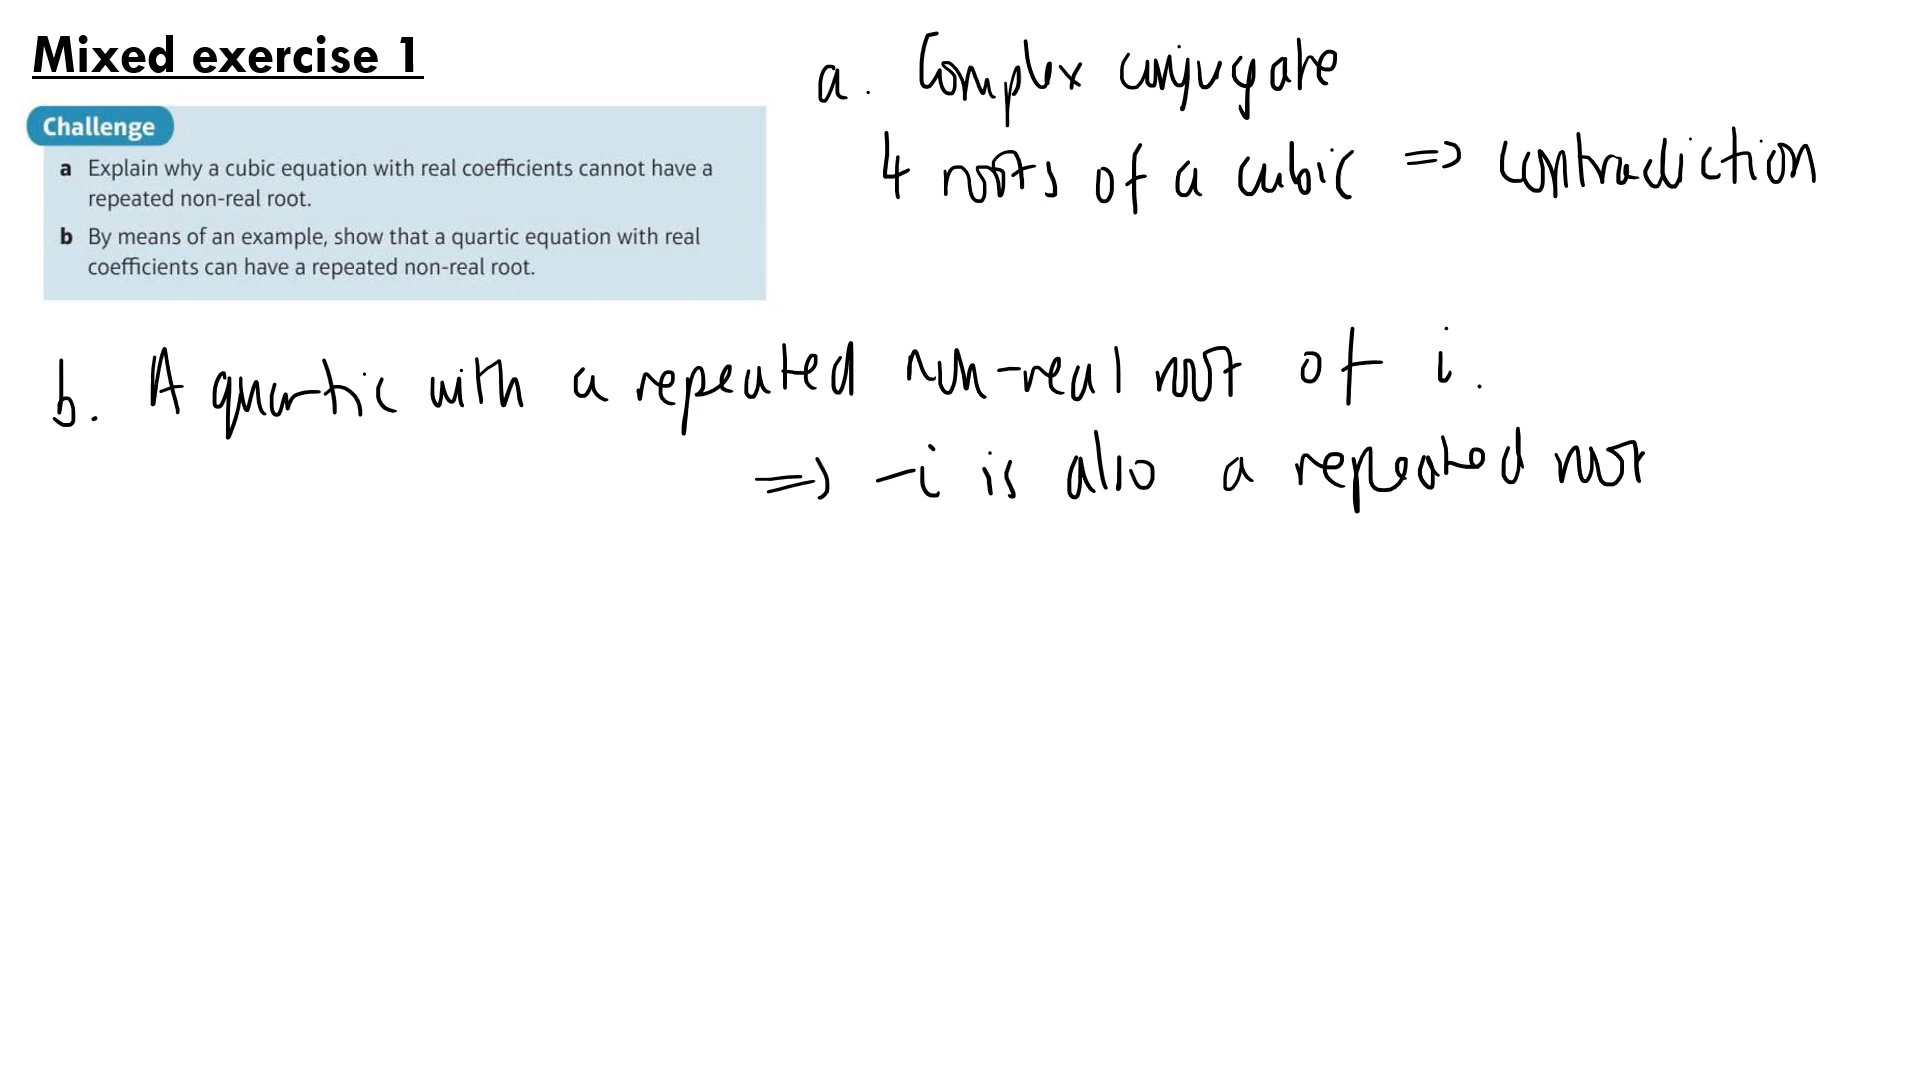 Mixed exercise 1
Challenge
a Explain why a cubic equation with real coefficients cannot have a
repeated non-real root.
b By means of an example, show that a quartic equation with real
coefficients can have a repeated non-real root.
a. Complex conjugate
4 roots of a cubic => contradiction
b. A quartic with a repeated non-real root of i.
=> -i is also a repeated root